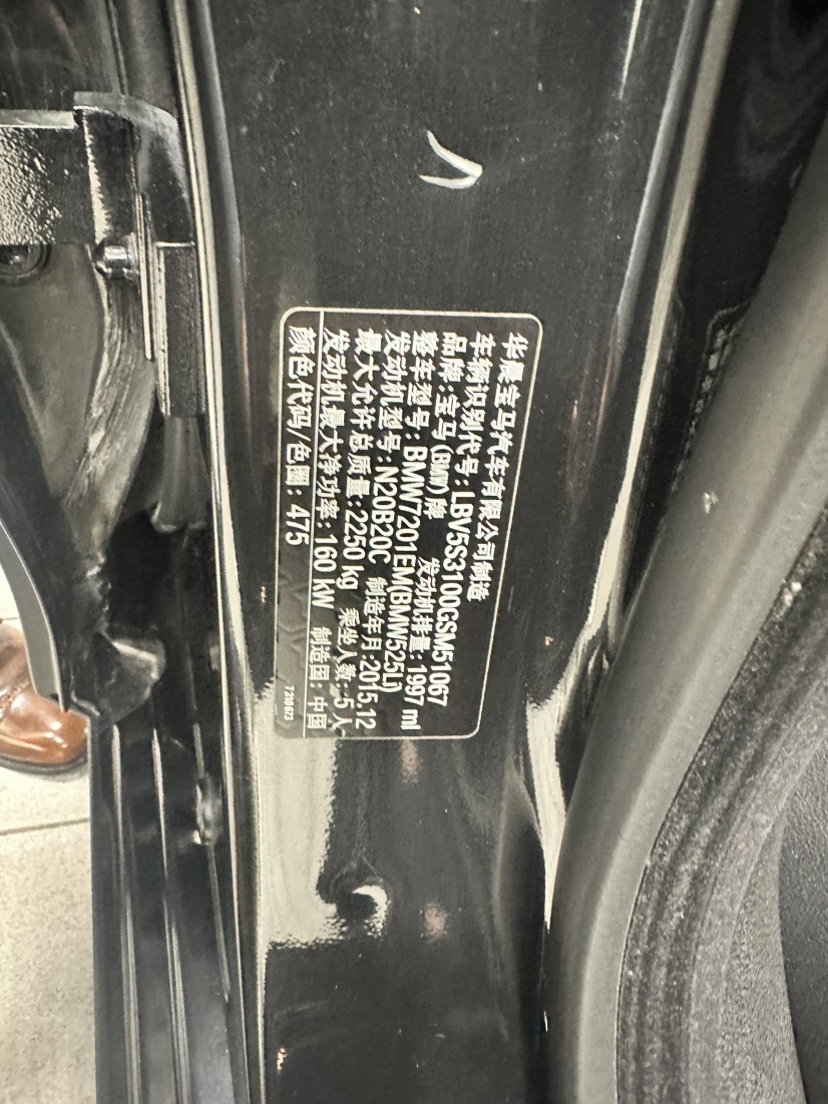 华晨宝马汽车有限公司制造
车辆识别代号: LBV5S3100GSM51067
品牌: 宝马(BMW)牌 发动机排量: 1997 ml
整车型号: BMW7201EM(BMW525Li)
发动机型号: N20B20C 制造年月: 2015.12
最大允许总质量: 2250 kg 乘坐人数: 5 人
发动机最大净功率: 160 kW 制造国: 中国
颜色代码/色圈: 475
7390673